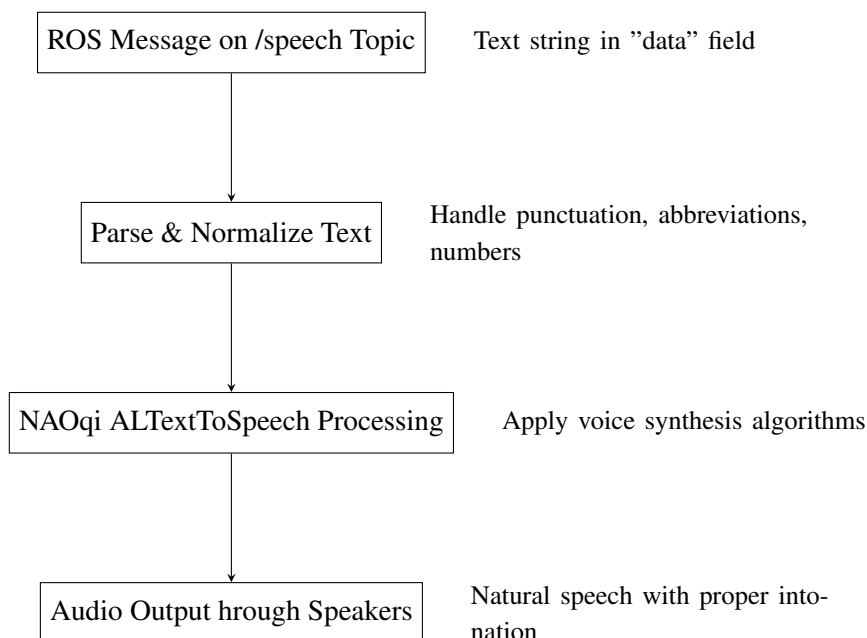 ROS Message on /speech Topic
Text string in ”data” field
Parse & Normalize Text
Handle punctuation, abbreviations,
numbers
NAOqi ALTextToSpeech Processing
Apply voice synthesis algorithms
Audio Output hrough Speakers
Natural speech with proper into-
nation